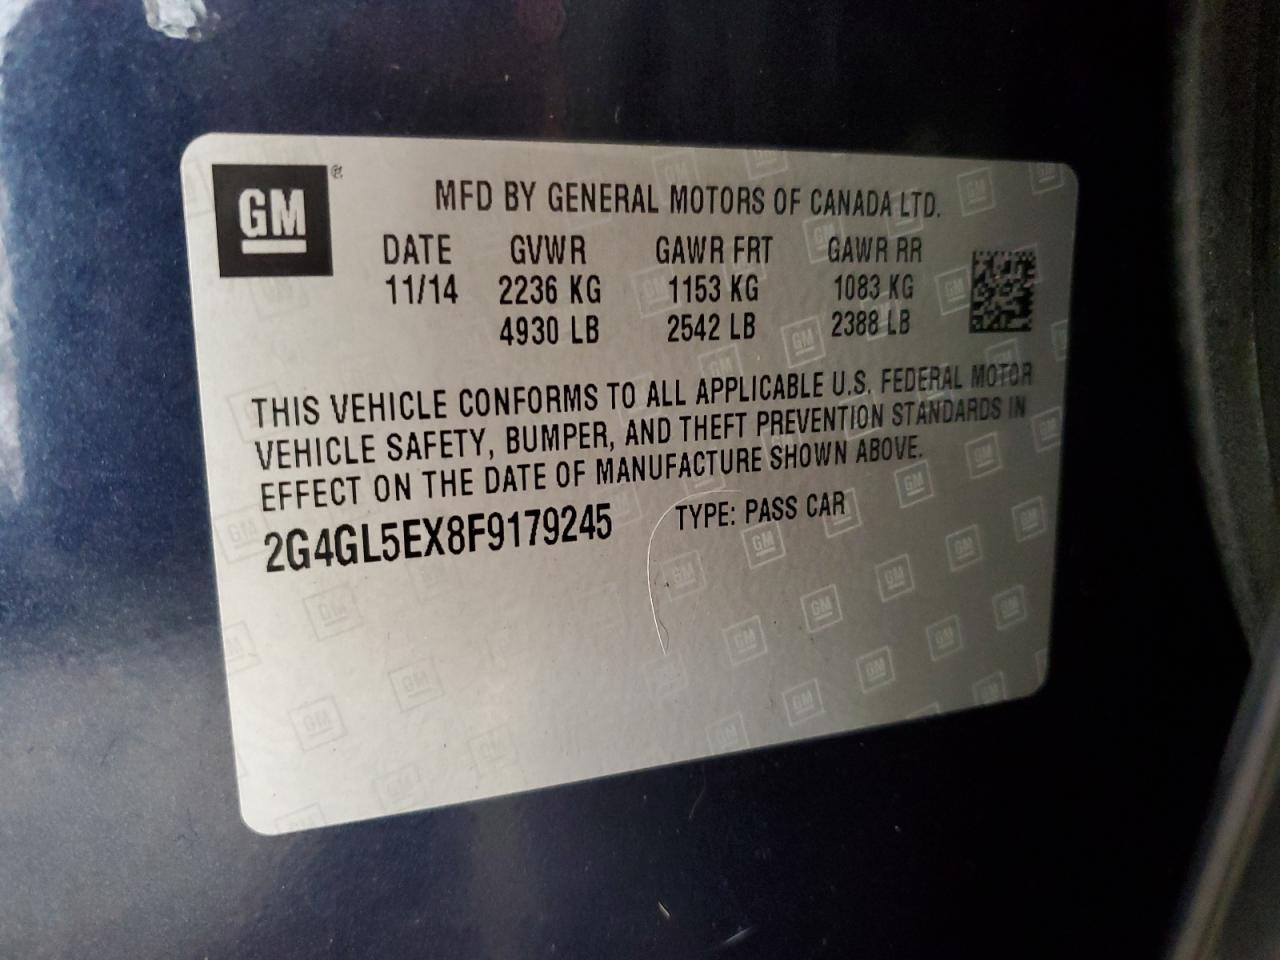 GM®
MFD BY GENERAL MOTORS OF CANADA LTD.
DATE GVWR GAWR FRT GAWR RR
11/14 2236 KG 1153 KG 1083 KG
4930 LB 2542 LB 2388 LB
THIS VEHICLE CONFORMS TO ALL APPLICABLE U.S. FEDERAL MOTOR
VEHICLE SAFETY, BUMPER, AND THEFT PREVENTION STANDARDS IN
EFFECT ON THE DATE OF MANUFACTURE SHOWN ABOVE.
2G4GL5EX8F9179245 TYPE: PASS CAR